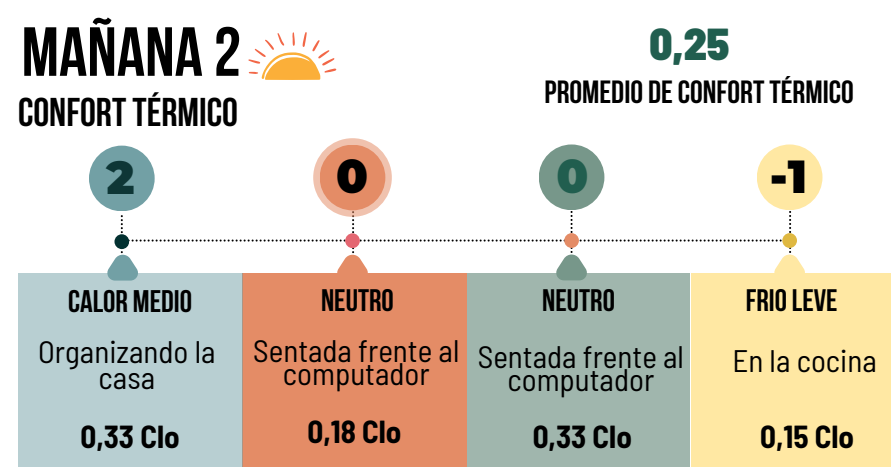 MAÑANA 2
CONFORT TÉRMICO
0,25
PROMEDIO DE CONFORT TÉRMICO
2
0
0
-1
CALOR MEDIO
Organizando la
casa
0,33 Clo
NEUTRO
Sentada frente al
computador
0,18 Clo
NEUTRO
Sentada frente al
computador
0,33 Clo
FRIO LEVE
En la cocina
0,15 Clo